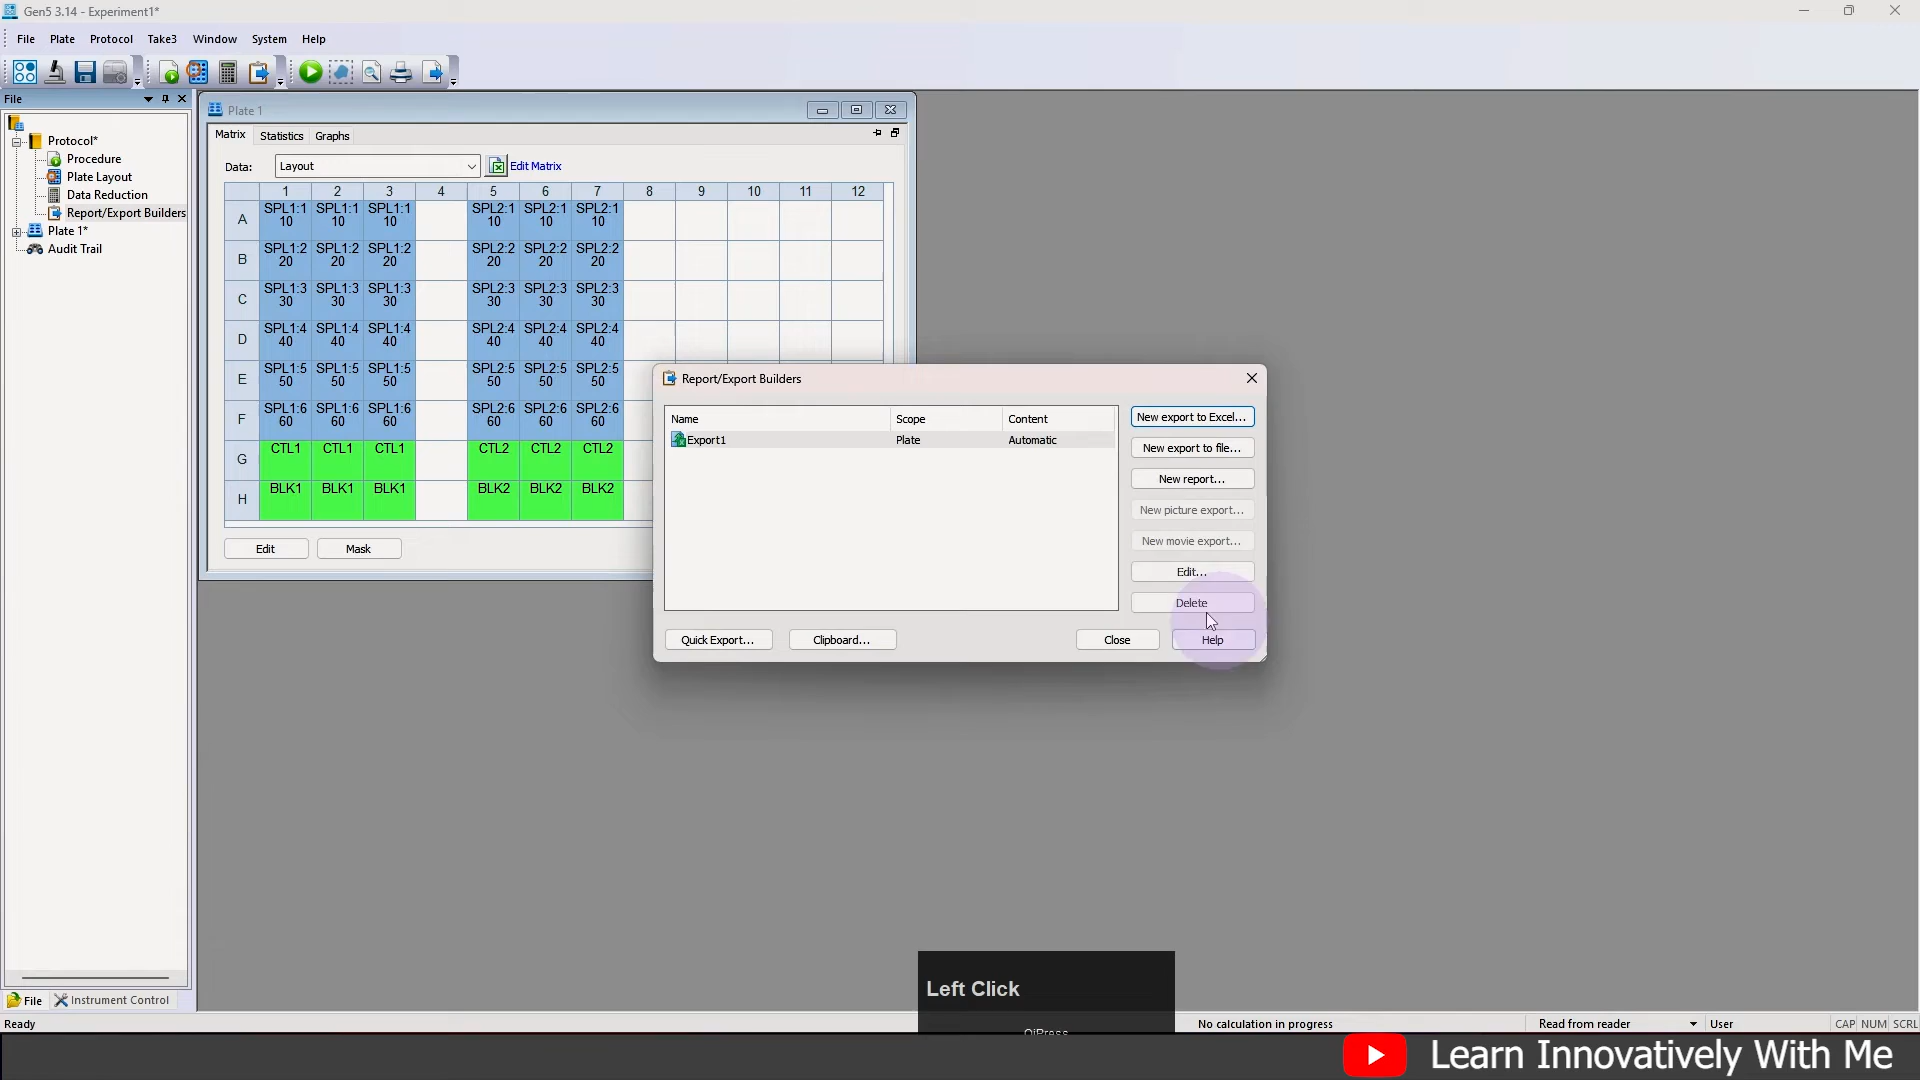 Gen5 3.14 - Experiment1*
File Plate Protocol Take3 Window System Help
File
Protocol*
Procedure
Plate Layout
Data Reduction
Report/Export Builders
Plate 1*
Audit Trail
Plate 1
Matrix Statistics Graphs
Data: Layout Edit Matrix
1 2 3 4 5 6 7 8 9 10 11 12
A SPL1:1 SPL1:1 SPL1:1 SPL2:1 SPL2:1 SPL2:1
10 10 10 10 10 10
B SPL1:2 SPL1:2 SPL1:2 SPL2:2 SPL2:2 SPL2:2
20 20 20 20 20 20
C SPL1:3 SPL1:3 SPL1:3 SPL2:3 SPL2:3 SPL2:3
30 30 30 30 30 30
D SPL1:4 SPL1:4 SPL1:4 SPL2:4 SPL2:4 SPL2:4
40 40 40 40 40 40
E SPL1:5 SPL1:5 SPL1:5 SPL2:5 SPL2:5 SPL2:5
50 50 50 50 50 50
F SPL1:6 SPL1:6 SPL1:6 SPL2:6 SPL2:6 SPL2:6
60 60 60 60 60 60
G CTL1 CTL1 CTL1 CTL2 CTL2 CTL2
H BLK1 BLK1 BLK1 BLK2 BLK2 BLK2
Edit Mask
Report/Export Builders
Name Scope Content
Export1 Plate Automatic
New export to Excel...
New export to file...
New report...
New picture export...
New movie export...
Edit...
Delete
Quick Export... Clipboard... Close Help
Left Click
File Instrument Control
Ready No calculation in progress Read from reader User CAP NUM SCRL
Learn Innovatively With Me